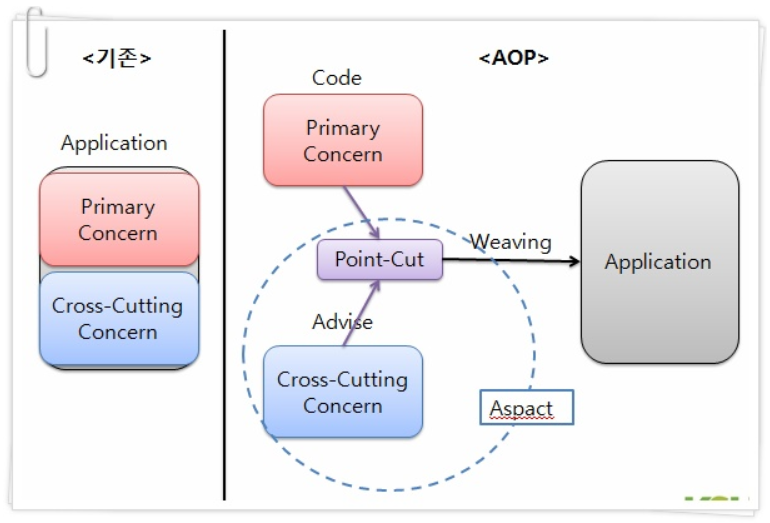 <기존>
<AOP>
Application
Primary
Concern
Cross-Cutting
Concern
Code
Primary
Concern
Point-Cut
Weaving
Application
Advise
Cross-Cutting
Concern
Aspact